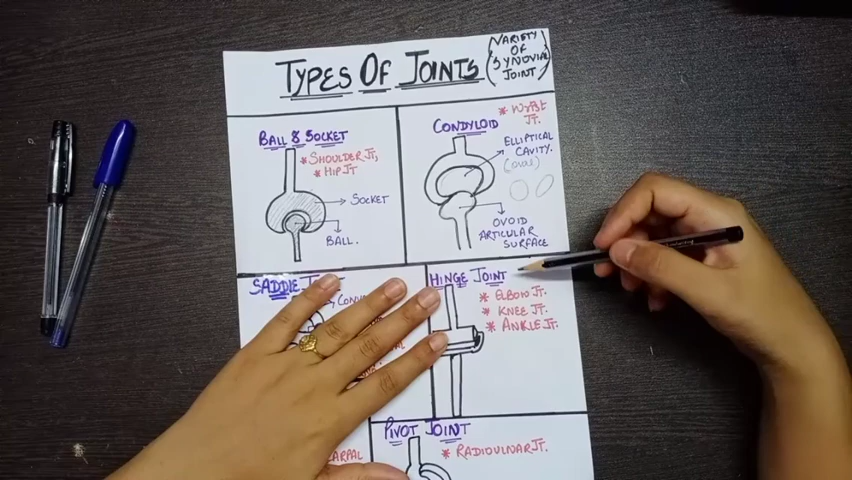 TYPES OF JOINTS
(VARIETY
OF
SYNOVIAL
JOINT)
BALL & SOCKET
* SHOULDER JT,
* HIP JT
SOCKET
BALL.
CONDYLOID
* Wrist
JT.
ELLIPTICAL
CAVITY.
(oval)
OVOID
ARTICULAR
SURFACE
SADDLE
HINGE JOINT
* ELBOW JT.
* KNEE JT.
* ANKLE JT.
PIVOT JOINT
* RADIOULNAR JT.